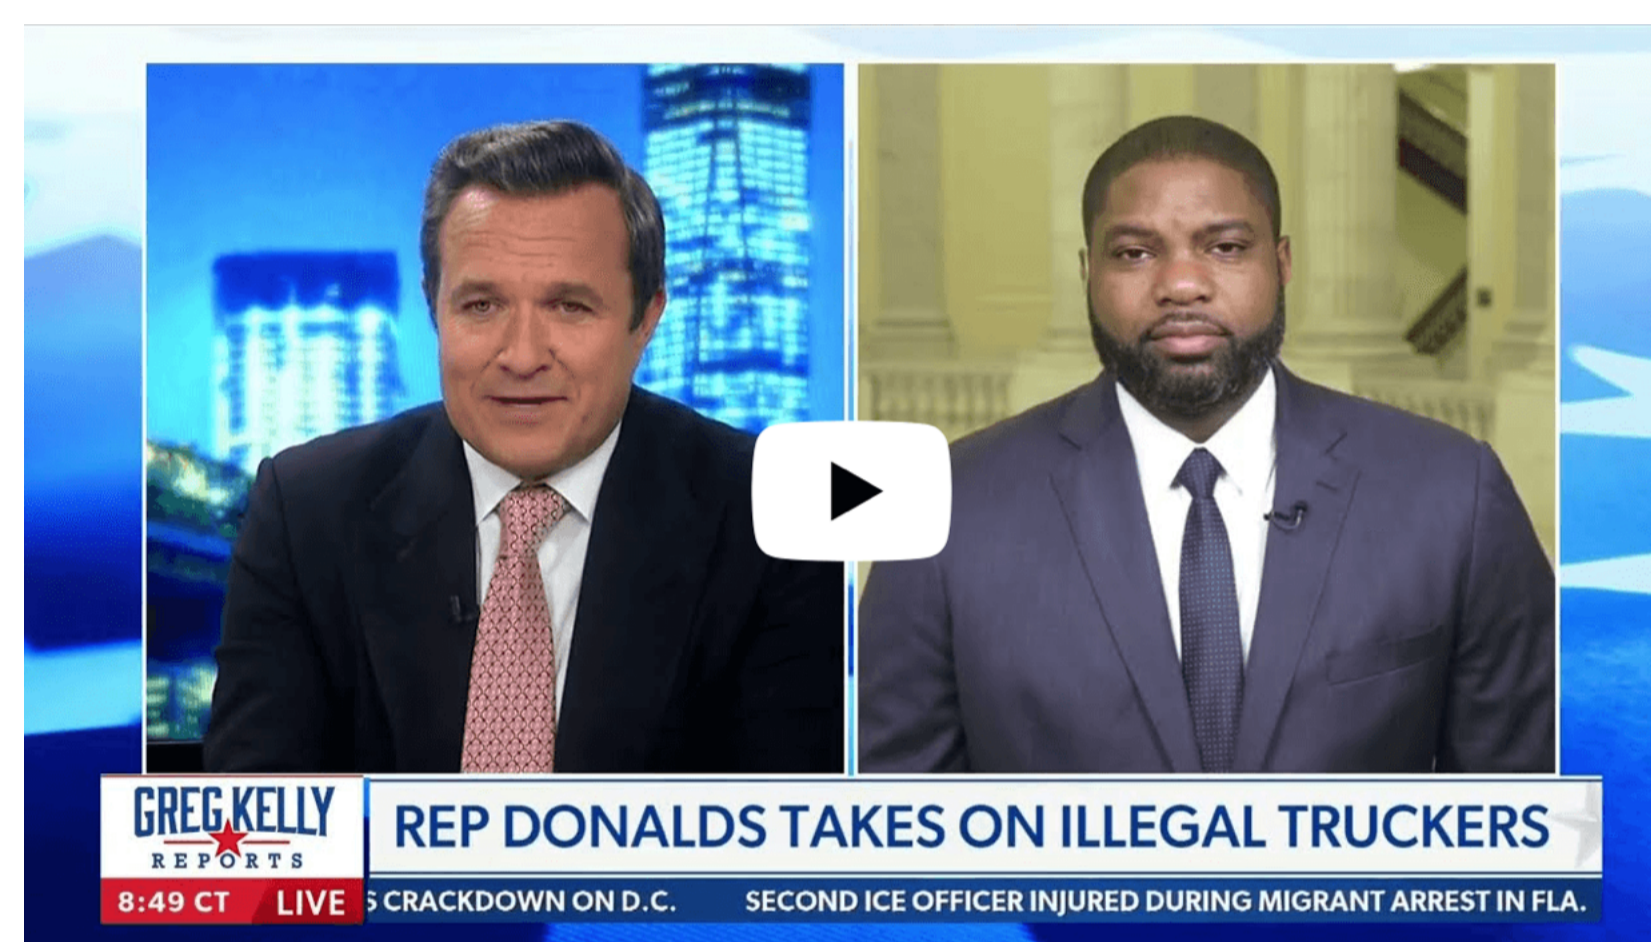 GREG KELLY
REPORTS
REP DONALDS TAKES ON ILLEGAL TRUCKERS
8:49 CT LIVE
S CRACKDOWN ON D.C. SECOND ICE OFFICER INJURED DURING MIGRANT ARREST IN FLA.